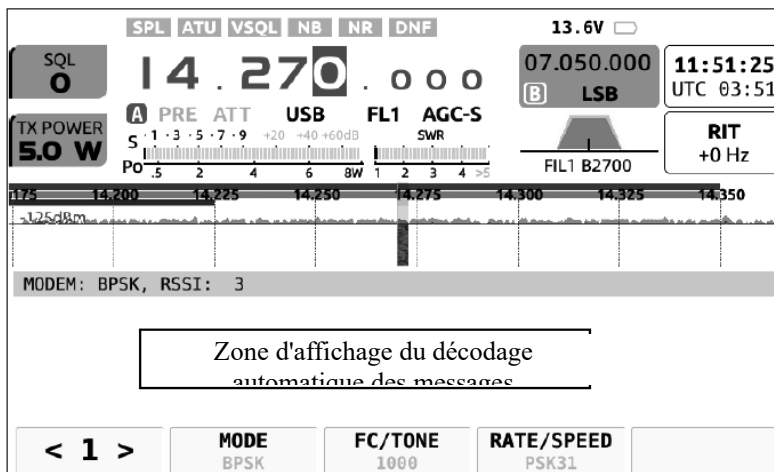 SPL ATU VSQL NB NR DNF 13.6V
SQL
0
14.270.000
07.050.000
B LSB
11:51:25
UTC 03:51
TX POWER
5.0 W
A PRE ATT USB FL1 AGC-S
S ·1 ·3 ·5 ·7 ·9 +20 +40 +60dB SWR
Po .5 2 4 6 8W 1 2 3 4 >5
FIL1 B2700
RIT
+0 Hz
175 14.200 14.225 14.250 14.275 14.300 14.325 14.350
-125dBm
MODEM: BPSK, RSSI: 3
Zone d'affichage du décodage
automatique des messages
< 1 > MODE FC/TONE RATE/SPEED
BPSK 1000 PSK31